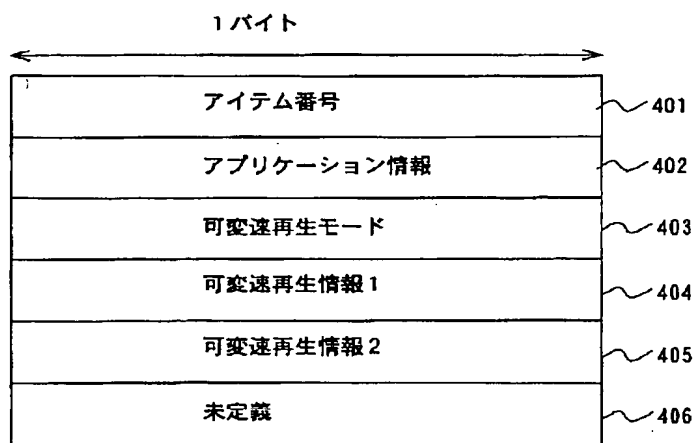 1バイト
アイテム番号 401
アプリケーション情報 402
可変速再生モード 403
可変速再生情報1 404
可変速再生情報2 405
未定義 406